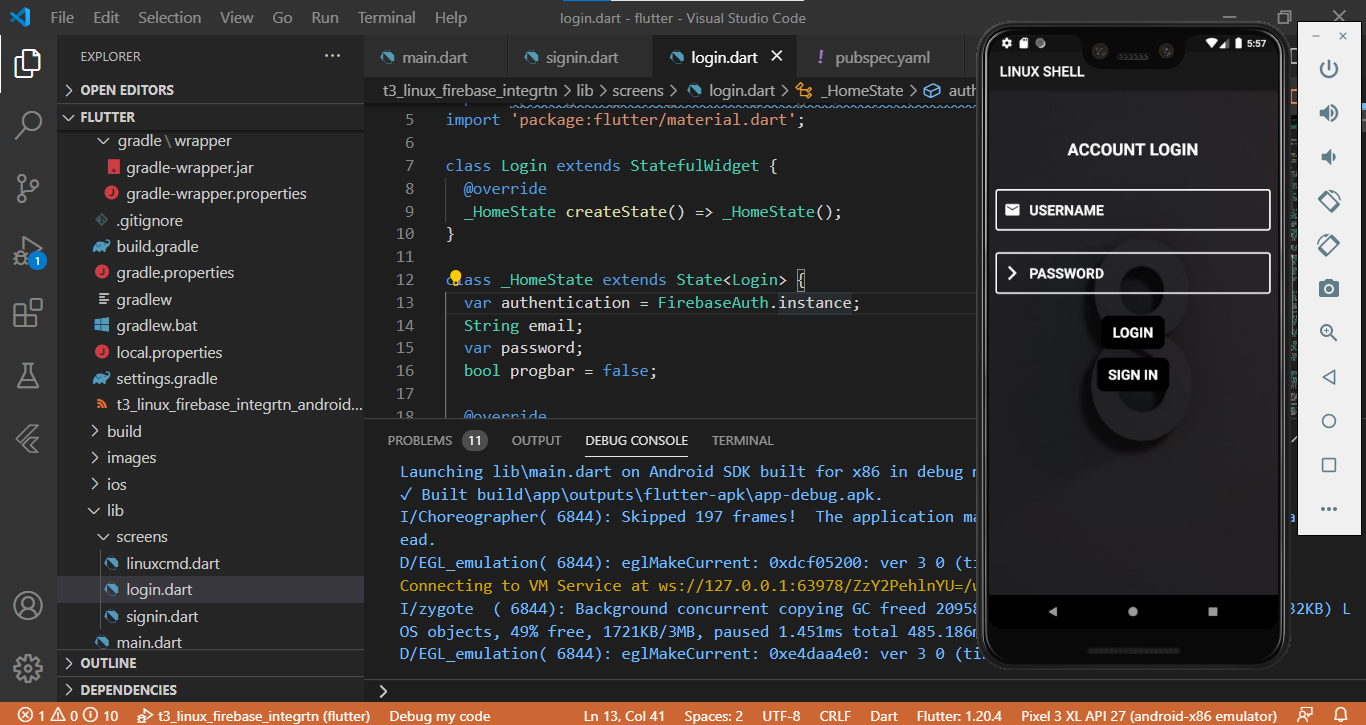 File Edit Selection View Go Run Terminal Help
login.dart - flutter - Visual Studio Code
EXPLORER
OPEN EDITORS
FLUTTER
gradle \ wrapper
gradle-wrapper.jar
gradle-wrapper.properties
.gitignore
build.gradle
gradle.properties
gradlew
gradlew.bat
local.properties
settings.gradle
t3_linux_firebase_integrtn_android...
build
images
ios
lib
screens
linuxcmd.dart
login.dart
signin.dart
main.dart
OUTLINE
DEPENDENCIES
1
main.dart signin.dart login.dart ! pubspec.yaml
t3_linux_firebase_integrtn > lib > screens > login.dart > _HomeState > auth
5 import 'package:flutter/material.dart';
6
7 class Login extends StatefulWidget {
8 @override
9 _HomeState createState() => _HomeState();
10 }
11
12 class _HomeState extends State<Login> {
13 var authentication = FirebaseAuth.instance;
14 String email;
15 var password;
16 bool progbar = false;
17
18 @override
PROBLEMS 11 OUTPUT DEBUG CONSOLE TERMINAL
Launching lib\main.dart on Android SDK built for x86 in debug
✓ Built build\app\outputs\flutter-apk\app-debug.apk.
I/Choreographer( 6844): Skipped 197 frames!  The application
ead.
D/EGL_emulation( 6844): eglMakeCurrent: 0xdcf05200: ver 3 0
Connecting to VM Service at ws://127.0.0.1:63978/ZzY2PehlnYU=/
I/zygote  ( 6844): Background concurrent copying GC freed 20958 32KB) L
OS objects, 49% free, 1721KB/3MB, paused 1.451ms total 485.186
D/EGL_emulation( 6844): eglMakeCurrent: 0xe4daa4e0: ver 3 0
5:57
LINUX SHELL
ACCOUNT LOGIN
USERNAME
PASSWORD
LOGIN
SIGN IN
1 0 10 t3_linux_firebase_integrtn (flutter) Debug my code Ln 13, Col 41 Spaces: 2 UTF-8 CRLF Dart Flutter: 1.20.4 Pixel 3 XL API 27 (android-x86 emulator)